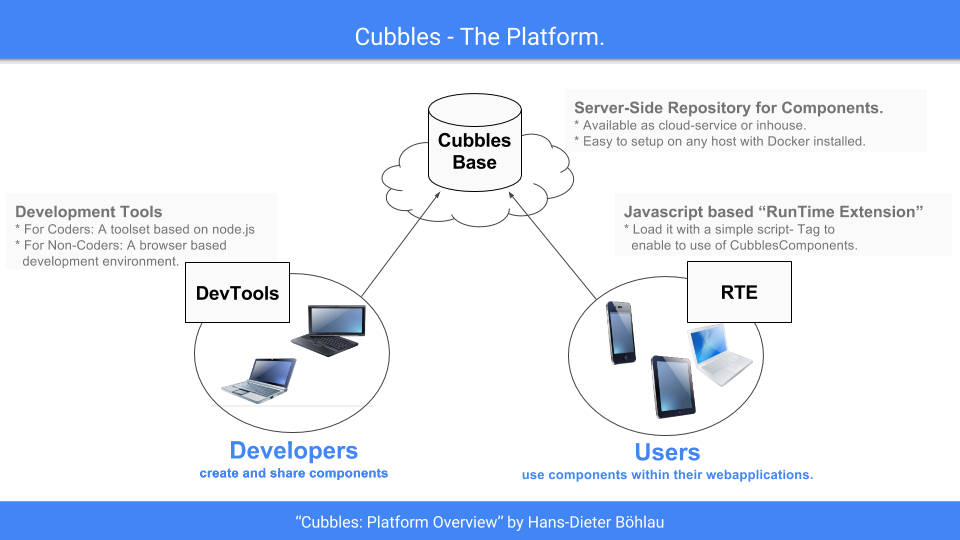 Cubbles - The Platform.
Cubbles
Base
Server-Side Repository for Components.
* Available as cloud-service or inhouse.
* Easy to setup on any host with Docker installed.
Development Tools
* For Coders: A toolset based on node.js
* For Non-Coders: A browser based
development environment.
Javascript based “RunTime Extension”
* Load it with a simple script- Tag to
enable to use of CubblesComponents.
DevTools
RTE
Developers
create and share components
Users
use components within their webapplications.
“Cubbles: Platform Overview” by Hans-Dieter Böhlau